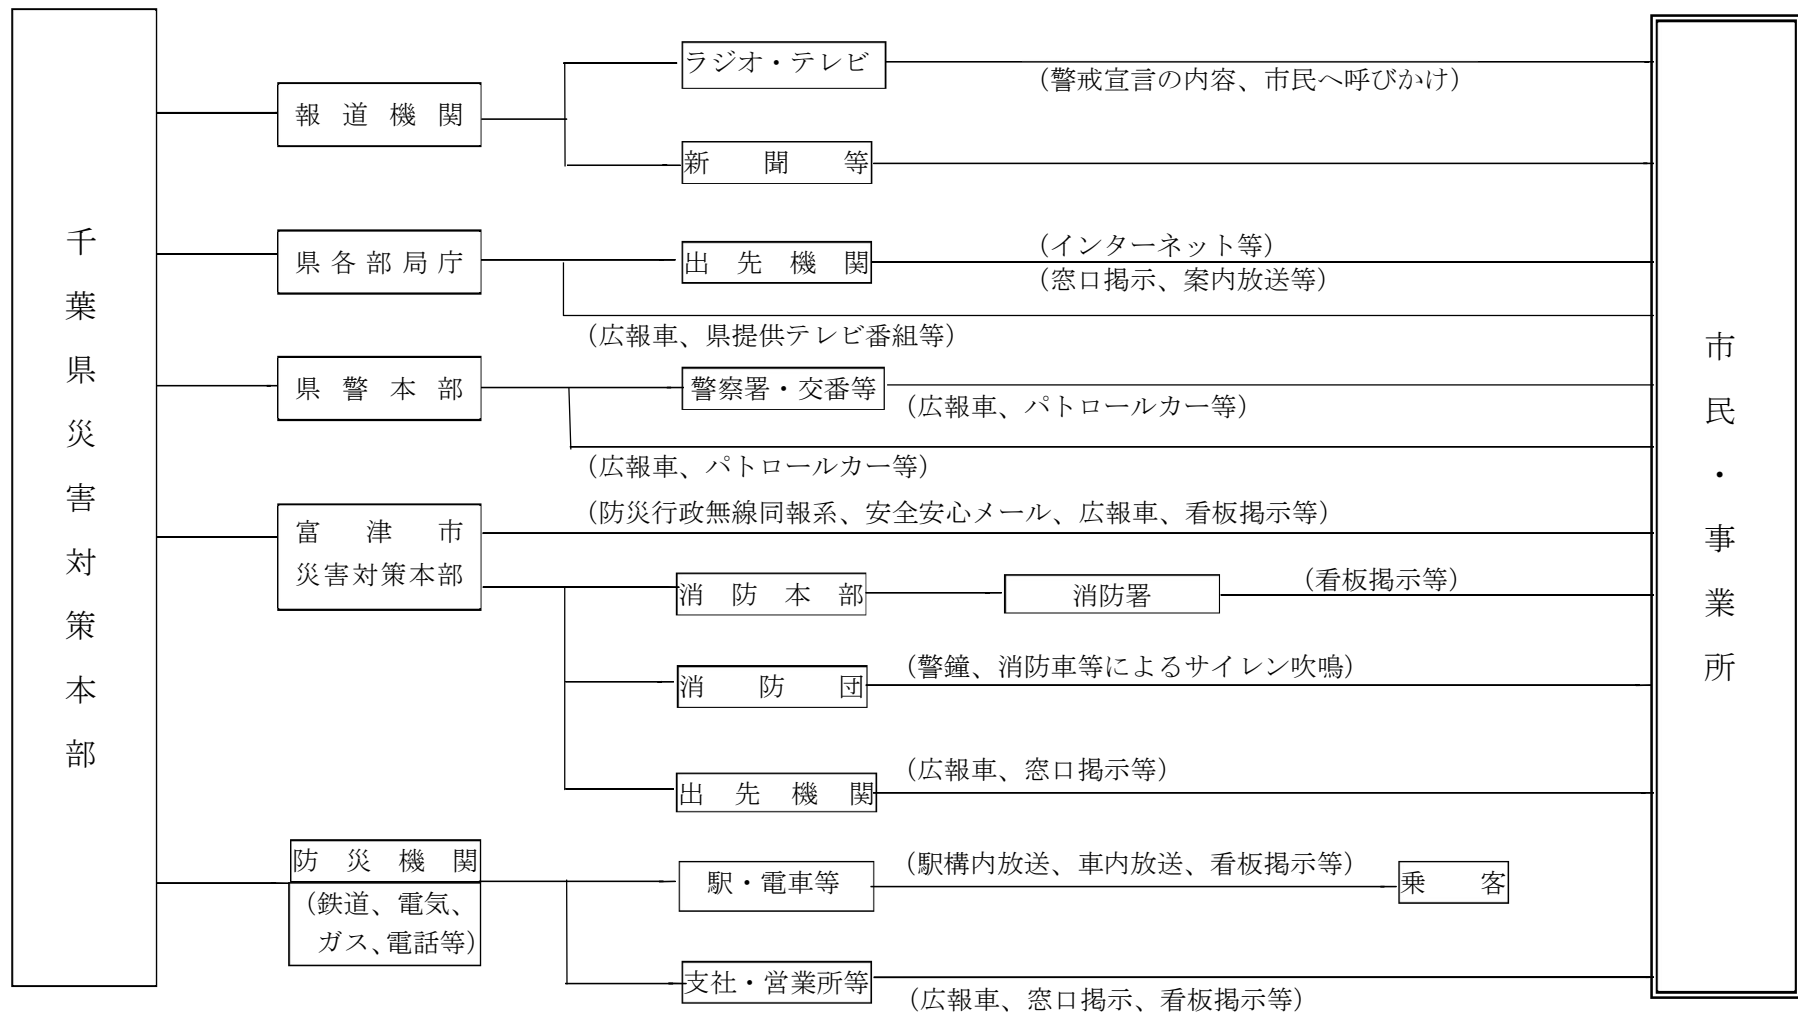 千葉県災害対策本部
報道機関
ラジオ・テレビ
（警戒宣言の内容、市民へ呼びかけ）
新聞等
県各部局庁
出先機関
（インターネット等）
（窓口掲示、案内放送等）
（広報車、県提供テレビ番組等）
県警本部
警察署・交番等
（広報車、パトロールカー等）
（広報車、パトロールカー等）
富津市
災害対策本部
（防災行政無線同報系、安全安心メール、広報車、看板掲示等）
消防本部
消防署
（看板掲示等）
消防団
（警鐘、消防車等によるサイレン吹鳴）
出先機関
（広報車、窓口掲示等）
防災機関
（鉄道、電気、
ガス、電話等）
駅・電車等
（駅構内放送、車内放送、看板掲示等）
乗客
支社・営業所等
（広報車、窓口掲示、看板掲示等）
市民・事業所